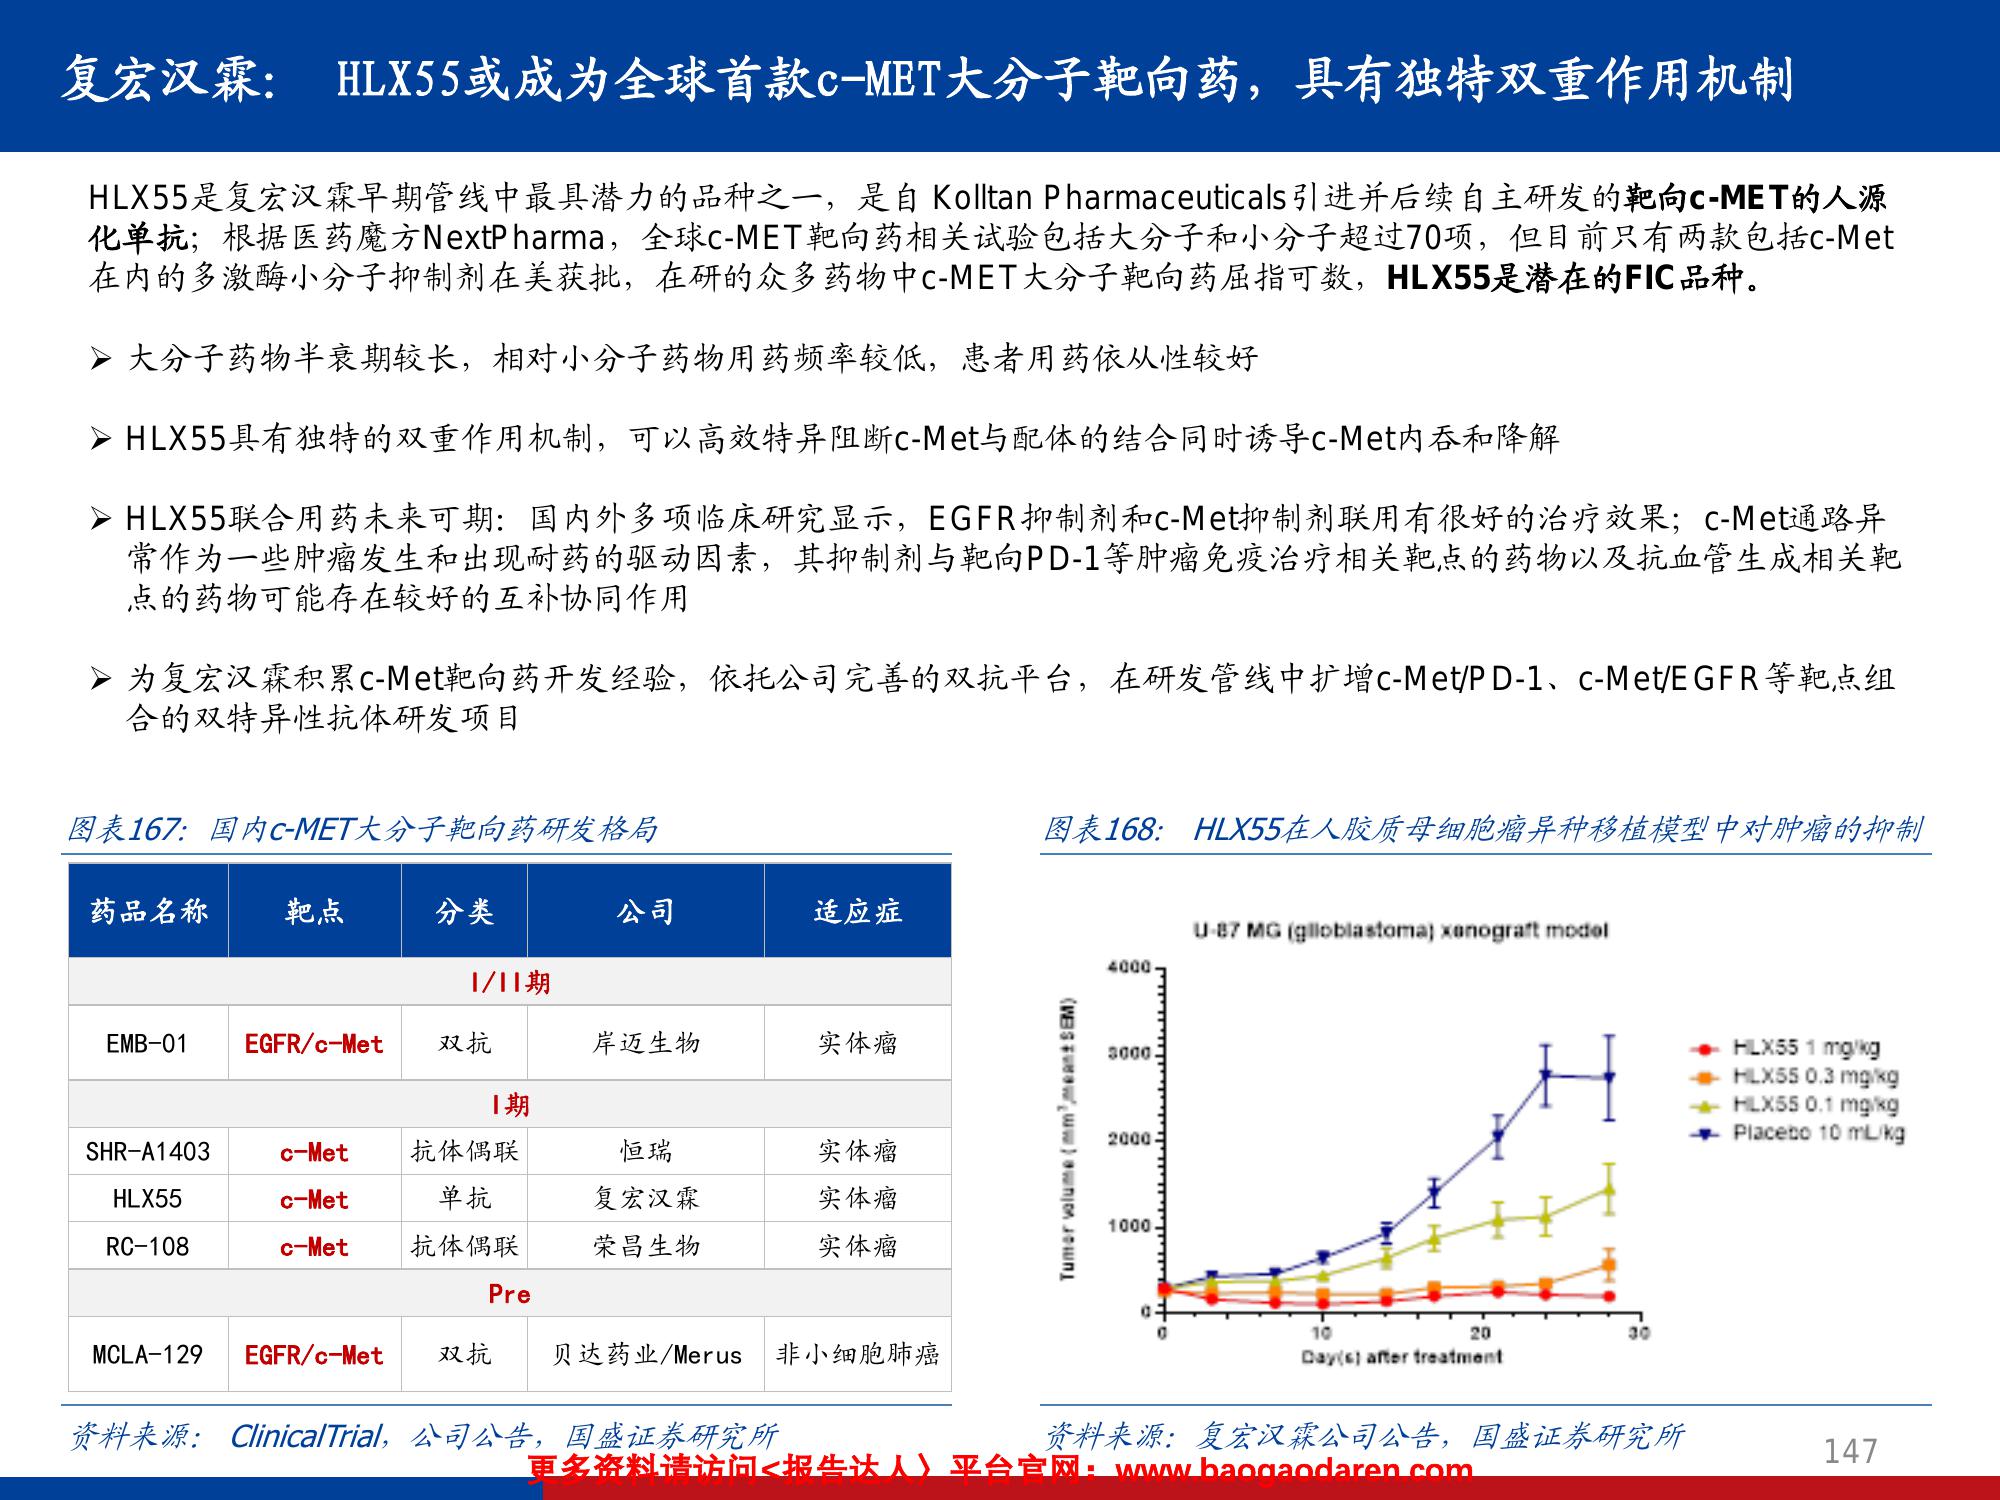 复宏汉霖： HLX55或成为全球首款c-MET大分子靶向药，具有独特双重作用机制
HLX55是复宏汉霖早期管线中最具潜力的品种之一，是自 Kolltan Pharmaceuticals引进并后续自主研发的靶向c-MET的人源
化单抗；根据医药魔方NextPharma，全球c-MET靶向药相关试验包括大分子和小分子超过70项，但目前只有两款包括c-Met
在内的多激酶小分子抑制剂在美获批，在研的众多药物中c-MET大分子靶向药屈指可数，HLX55是潜在的FIC品种。
➢ 大分子药物半衰期较长，相对小分子药物用药频率较低，患者用药依从性较好
➢ HLX55具有独特的双重作用机制，可以高效特异阻断c-Met与配体的结合同时诱导c-Met内吞和降解
➢ HLX55联合用药未来可期：国内外多项临床研究显示，EGFR抑制剂和c-Met抑制剂联用有很好的治疗效果；c-Met通路异
常作为一些肿瘤发生和出现耐药的驱动因素，其抑制剂与靶向PD-1等肿瘤免疫治疗相关靶点的药物以及抗血管生成相关靶
点的药物可能存在较好的互补协同作用
➢ 为复宏汉霖积累c-Met靶向药开发经验，依托公司完善的双抗平台，在研发管线中扩增c-Met/PD-1、c-Met/EGFR等靶点组
合的双特异性抗体研发项目
图表167：国内c-MET大分子靶向药研发格局
药品名称 靶点 分类 公司 适应症
I/II期
EMB-01 EGFR/c-Met 双抗 岸迈生物 实体瘤
I期
SHR-A1403 c-Met 抗体偶联 恒瑞 实体瘤
HLX55 c-Met 单抗 复宏汉霖 实体瘤
RC-108 c-Met 抗体偶联 荣昌生物 实体瘤
Pre
MCLA-129 EGFR/c-Met 双抗 贝达药业/Merus 非小细胞肺癌
资料来源： ClinicalTrial，公司公告，国盛证券研究所
图表168： HLX55在人胶质母细胞瘤异种移植模型中对肿瘤的抑制
U-87 MG (glioblastoma) xenograft model
Tumor volume (mm³,mean±SEM)
4000
3000
2000
1000
0
0 10 20 30
Day(s) after treatment
HLX55 1 mg/kg
HLX55 0.3 mg/kg
HLX55 0.1 mg/kg
Placebo 10 mL/kg
资料来源：复宏汉霖公司公告，国盛证券研究所
147
更多资料请访问<报告达人〉平台官网：www.baogaodaren.com